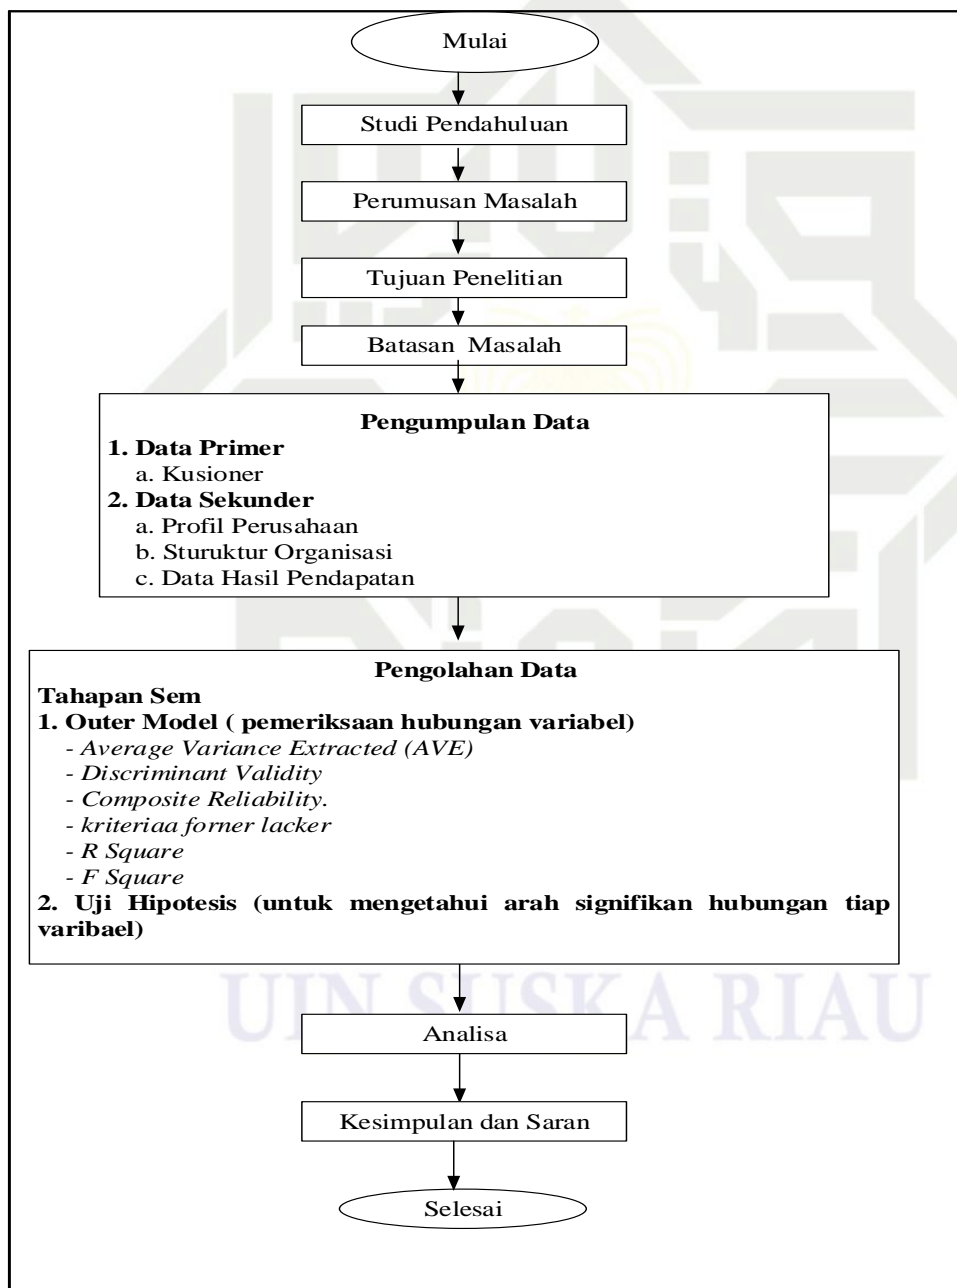 Mulai
Studi Pendahuluan
Perumusan Masalah
Tujuan Penelitian
Batasan Masalah
Pengumpulan Data
1. Data Primer
a. Kusioner
2. Data Sekunder
a. Profil Perusahaan
b. Sturuktur Organisasi
c. Data Hasil Pendapatan
Pengolahan Data
Tahapan Sem
1. Outer Model ( pemeriksaan hubungan variabel)
- Average Variance Extracted (AVE)
- Discriminant Validity
- Composite Reliability.
- kriteriaa forner lacker
- R Square
- F Square
2. Uji Hipotesis (untuk mengetahui arah signifikan hubungan tiap
varibael)
UIN SUSKA RIAU
Analisa
Kesimpulan dan Saran
Selesai